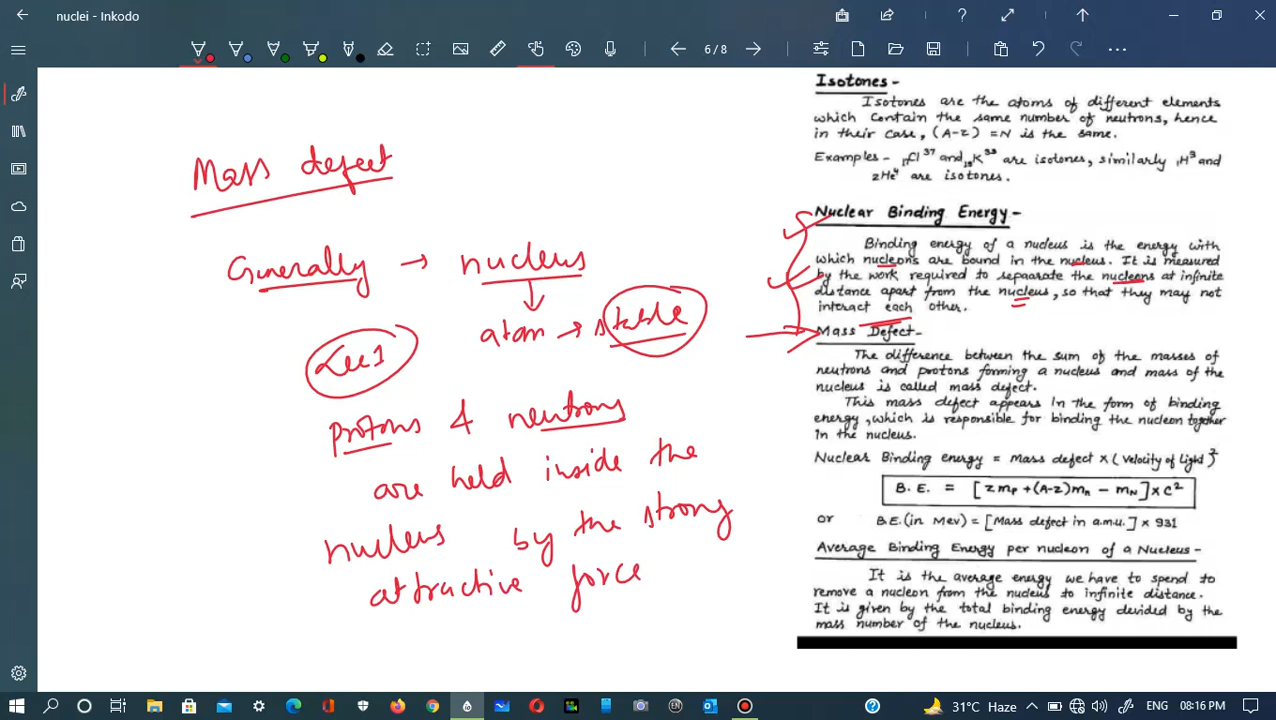 nuclei - Inkodo
6 / 8
Mass defect
Generally → nucleus
atom → stable
Lec 1
protons & neutrons
are held inside the
nucleus by the strong
attractive force
Isotones -
Isotones are the atoms of different elements
which contain the same number of neutrons, hence
in their case, (A-Z) = N is the same.
Examples - ₁₇Cl³⁷ and ₁₉K³⁹ are isotones, similarly ₁H³ and
₂He⁴ are isotones.
Nuclear Binding Energy -
Binding energy of a nucleus is the energy with
which nucleons are bound in the nucleus. It is measured
by the work required to sepaarate the nucleons at infinite
distance apart from the nucleus, so that they may not
interact each other.
Mass Defect -
The difference between the sum of the masses of
neutrons and protons forming a nucleus and mass of the
nucleus is called mass defect.
This mass defect appears in the form of binding
energy, which is responsible for binding the nucleon together
in the nucleus.
Nuclear Binding energy = Mass defect × (Velocity of Light)²
B.E. = [Zmₚ + (A-Z)mₙ - m_N] × C²
or B.E. (in Mev) = [Mass defect in a.m.u.] × 931
Average Binding Energy per nucleon of a Nucleus -
It is the average energy we have to spend to
remove a nucleon from the nucleus to infinite distance.
It is given by the total binding energy devided by the
mass number of the nucleus.
31°C Haze ENG 08:16 PM